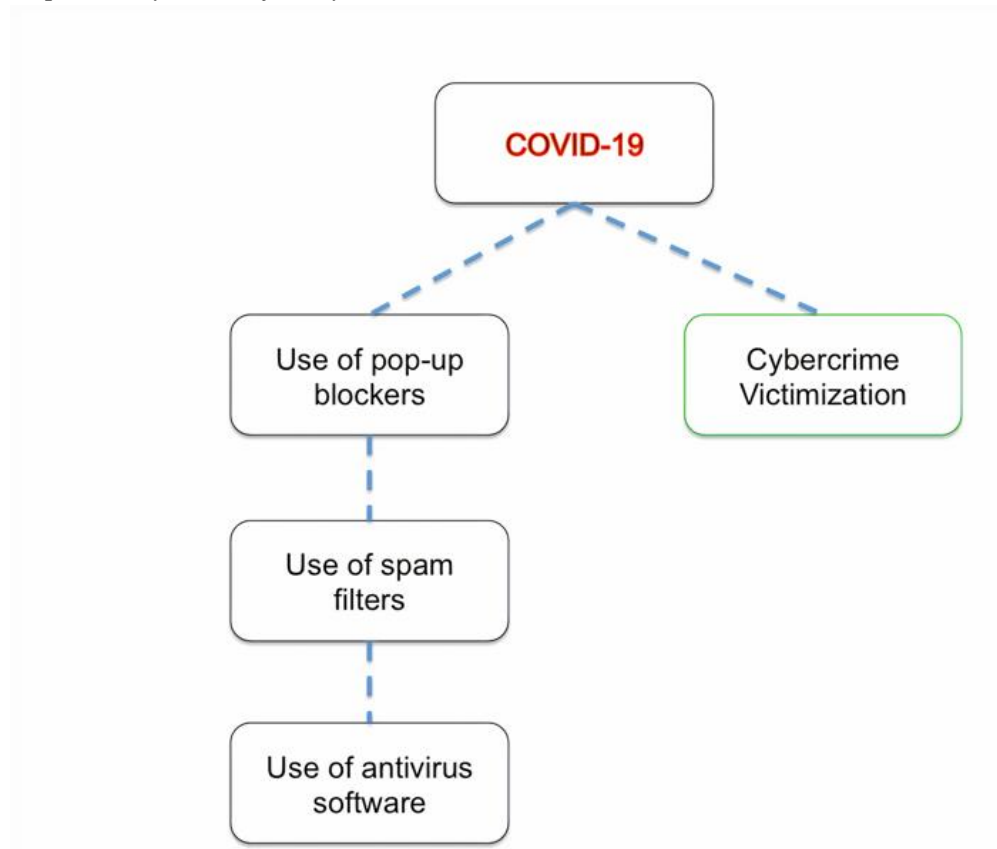 COVID-19
Use of pop-up
blockers
Cybercrime
Victimization
Use of spam
filters
Use of antivirus
software